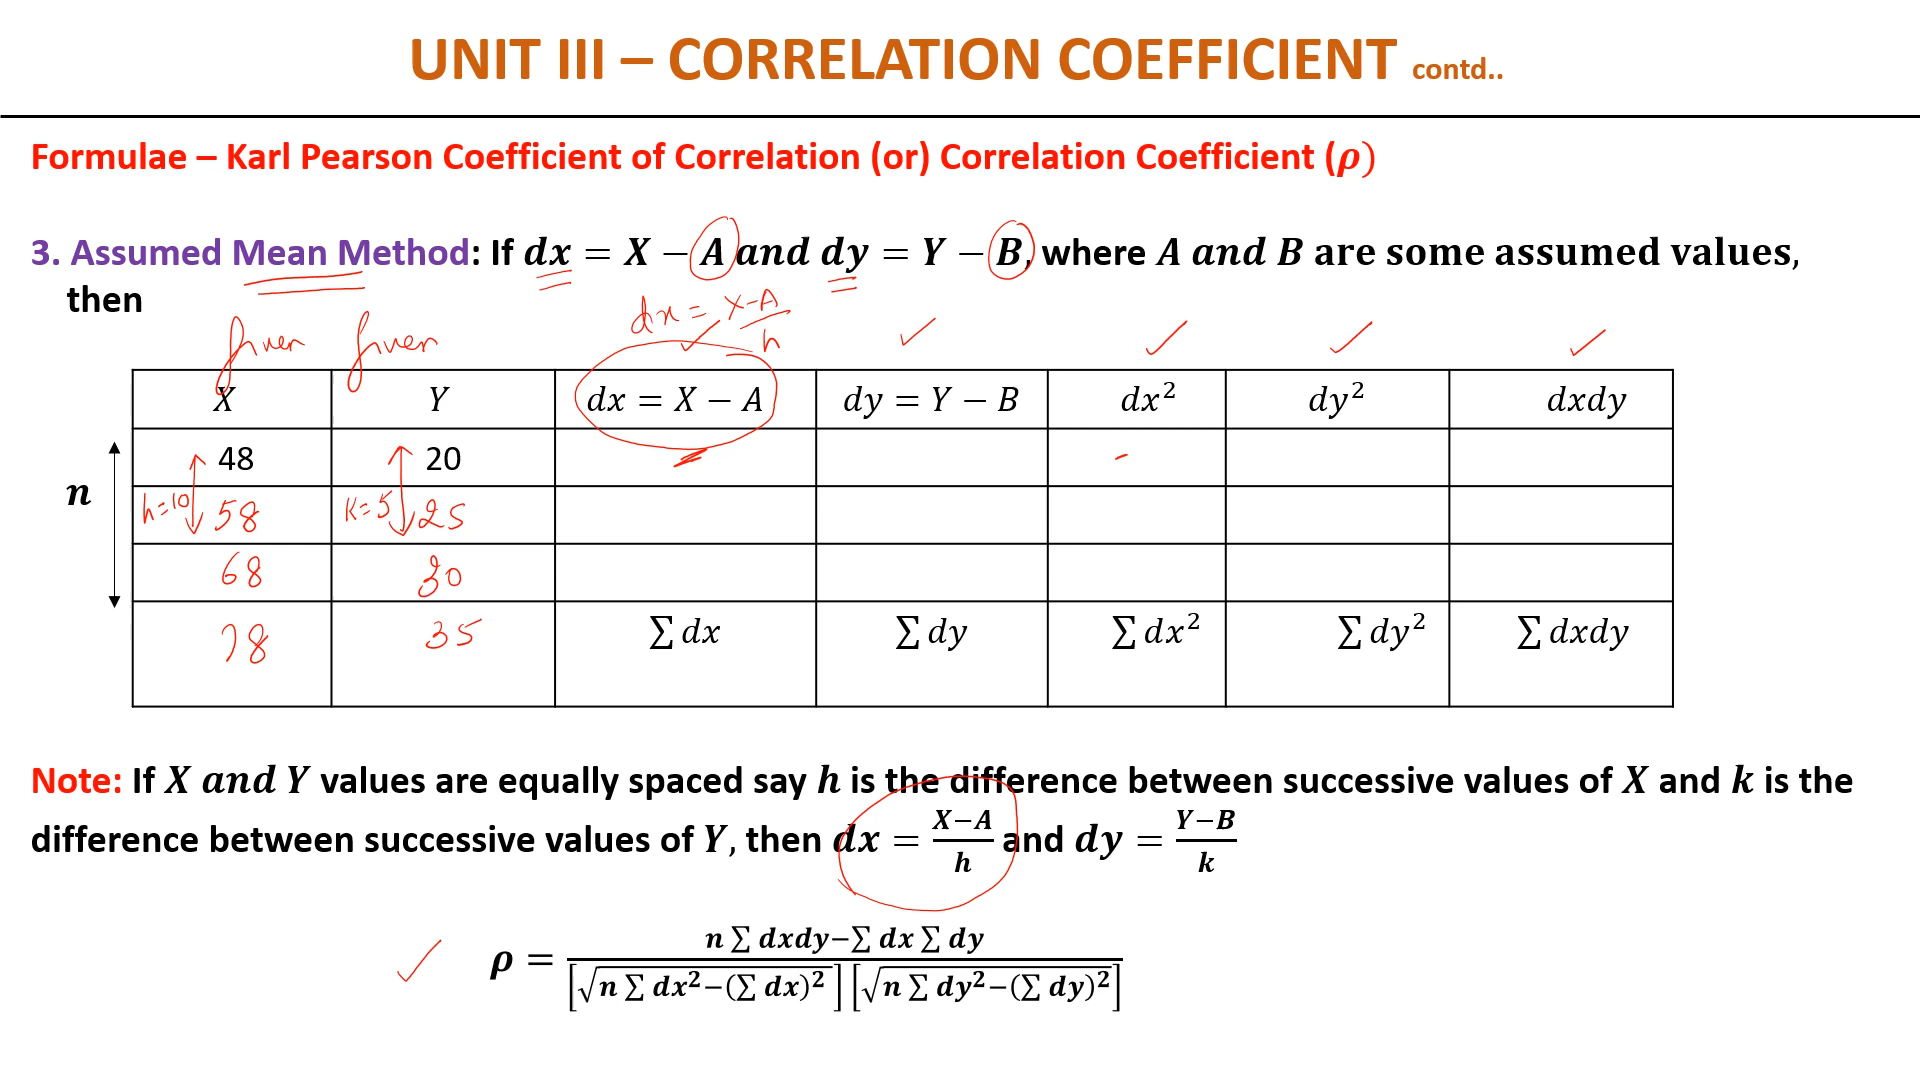 UNIT III – CORRELATION COEFFICIENT contd..
Formulae – Karl Pearson Coefficient of Correlation (or) Correlation Coefficient (ρ)
3. Assumed Mean Method: If dx = X − A and dy = Y − B, where A and B are some assumed values,
then
dx = X−A / h
X Y dx = X − A dy = Y − B dx² dy² dxdy
48 20
n h=10 58 K=5 25
68 30
78 35 ∑ dx ∑ dy ∑ dx² ∑ dy² ∑ dxdy
Note: If X and Y values are equally spaced say h is the difference between successive values of X and k is the
difference between successive values of Y, then dx = X−A / h and dy = Y−B / k
ρ = n ∑ dxdy−∑ dx ∑ dy / [√n ∑ dx²−(∑ dx)²] [√n ∑ dy²−(∑ dy)²]